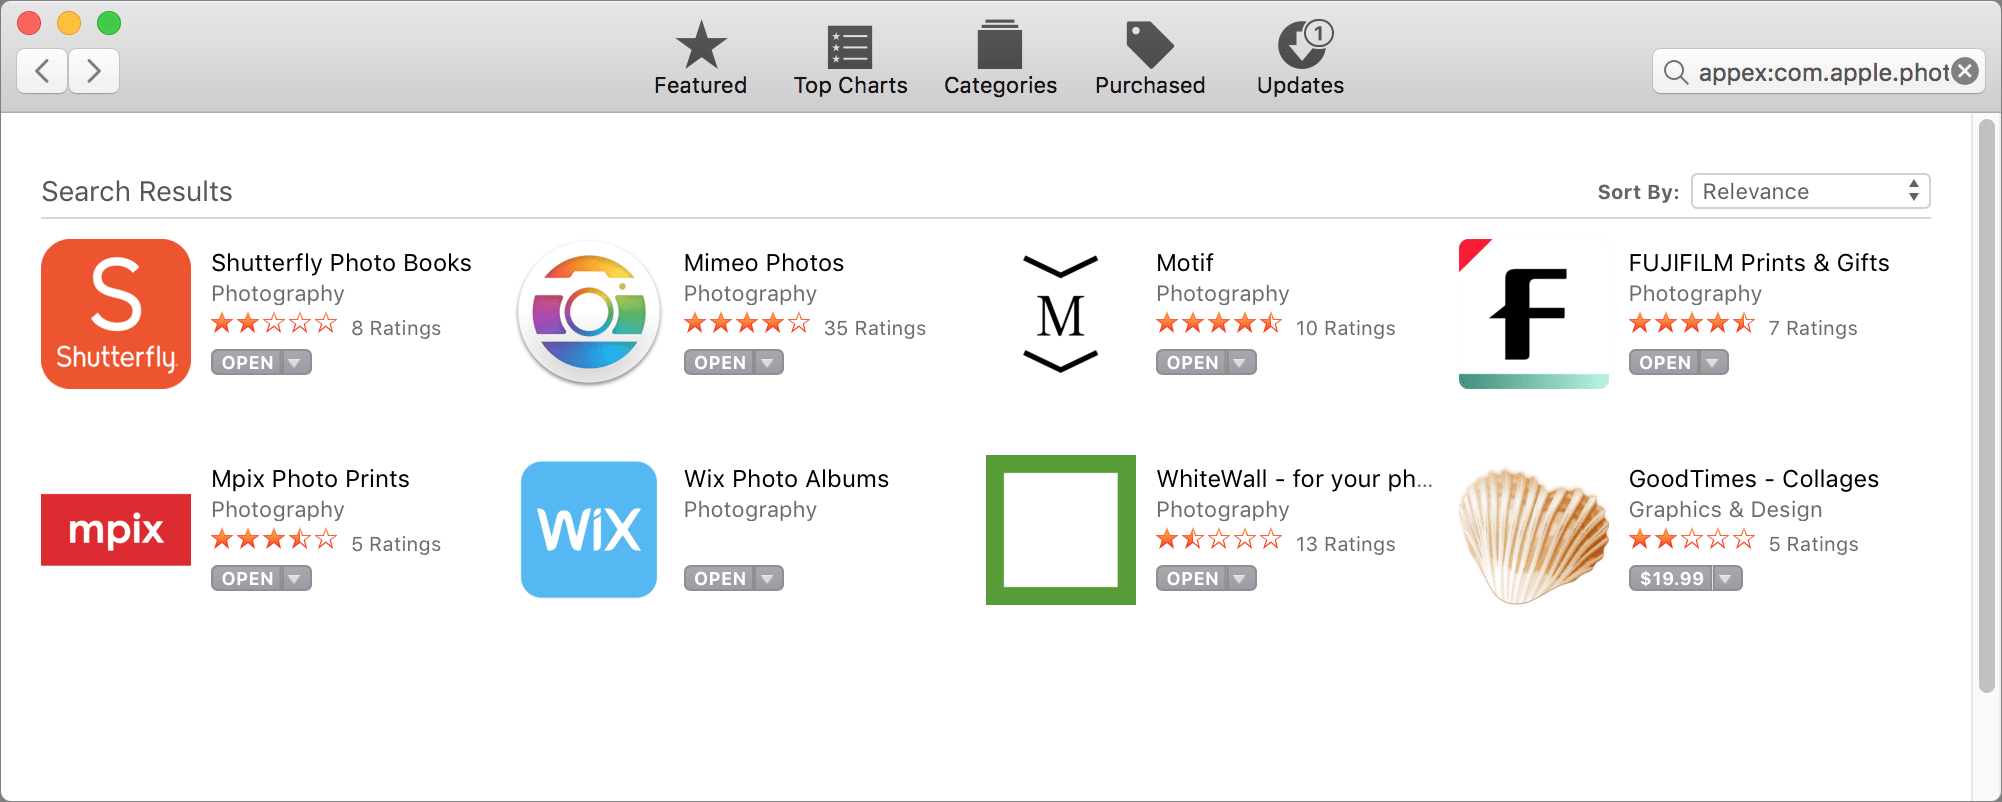 Featured
Top Charts
Categories
Purchased
1
Updates
appex:com.apple.phot
Search Results
Sort By: Relevance
S
Shutterfly.
Shutterfly Photo Books
Photography
8 Ratings
OPEN
Mimeo Photos
Photography
35 Ratings
OPEN
M
Motif
Photography
10 Ratings
OPEN
F
FUJIFILM Prints & Gifts
Photography
7 Ratings
OPEN
mpix
Mpix Photo Prints
Photography
5 Ratings
OPEN
WiX
Wix Photo Albums
Photography
OPEN
WhiteWall - for your ph...
Photography
13 Ratings
OPEN
GoodTimes - Collages
Graphics & Design
5 Ratings
$19.99